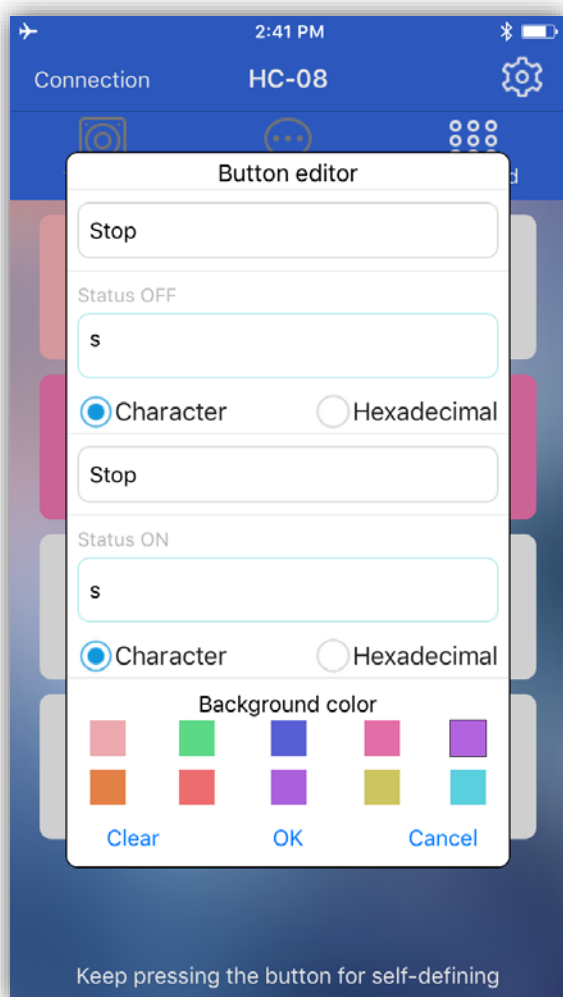 2:41 PM
Connection HC-08
Button editor
Stop
Status OFF
s
Character Hexadecimal
Stop
Status ON
s
Character Hexadecimal
Background color
Clear OK Cancel
Keep pressing the button for self-defining